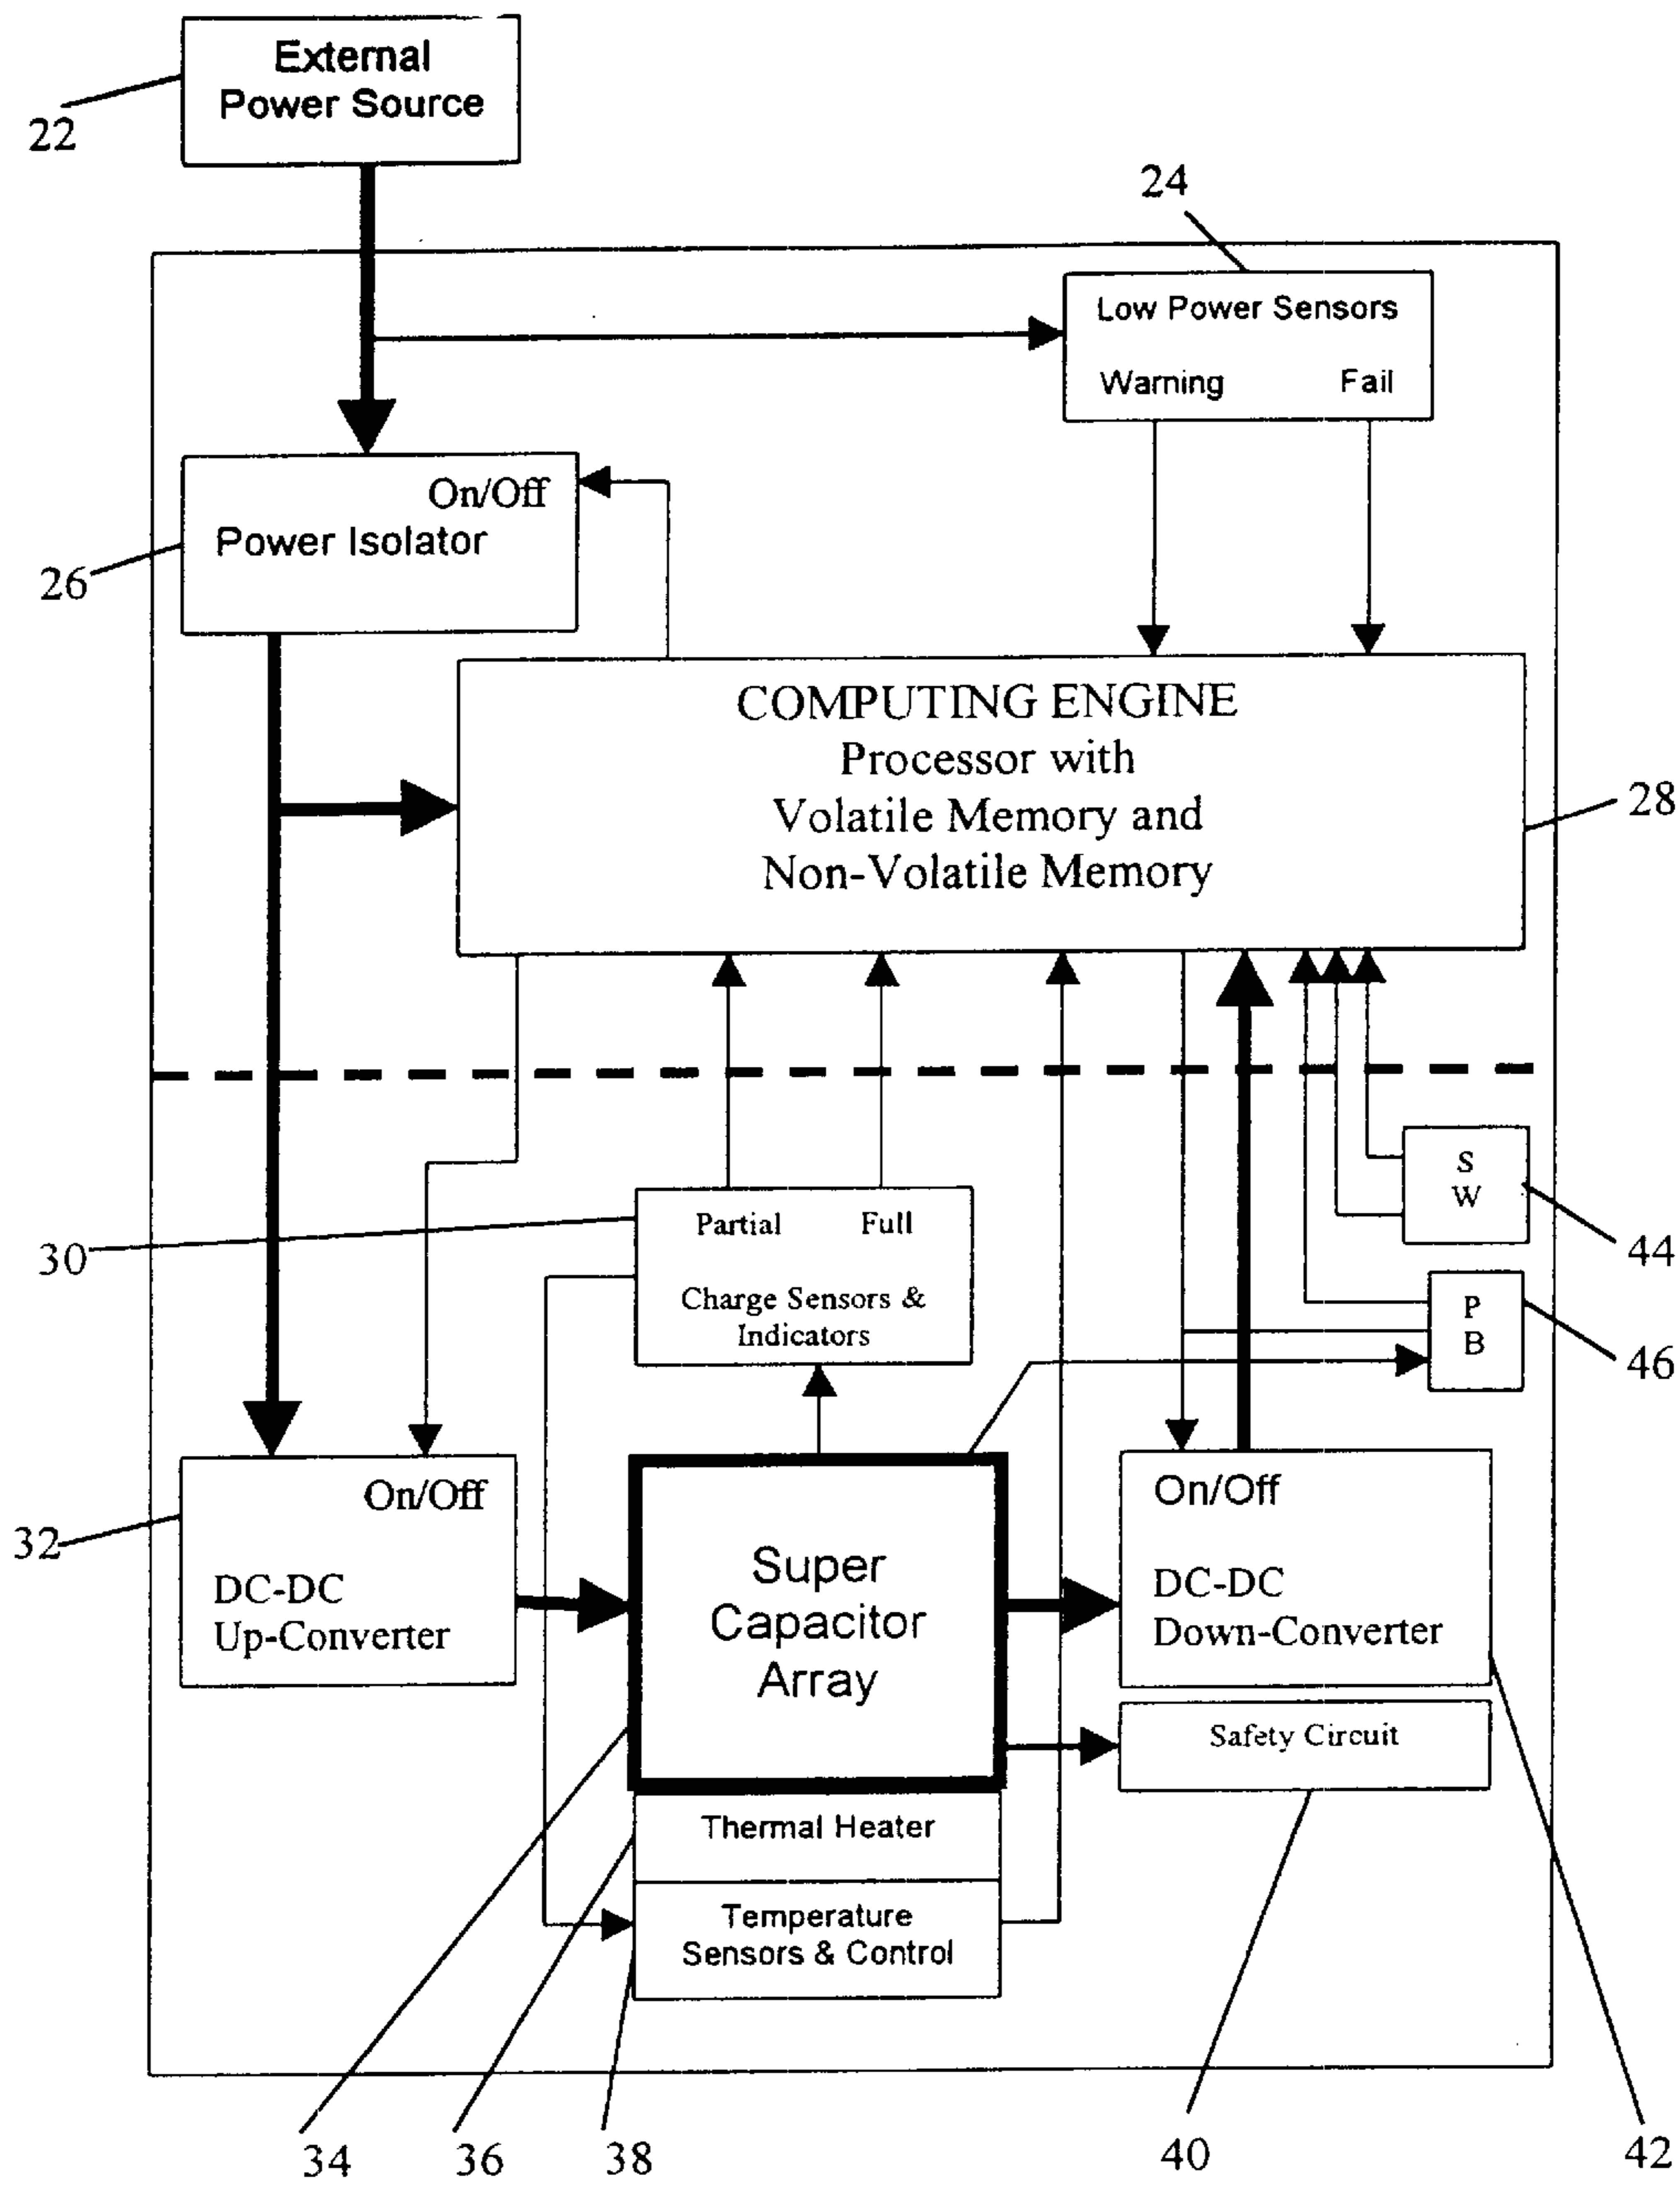 External
Power Source
22
24
Low Power Sensors
Warning Fail
On/Off
Power Isolator
26
COMPUTING ENGINE
Processor with
Volatile Memory and
Non-Volatile Memory
28
S
W
44
Partial Full
Charge Sensors &
Indicators
30
P
B
46
On/Off
DC-DC
Up-Converter
32
Super
Capacitor
Array
On/Off
DC-DC
Down-Converter
Safety Circuit
Thermal Heater
Temperature
Sensors & Control
34
36
38
40
42